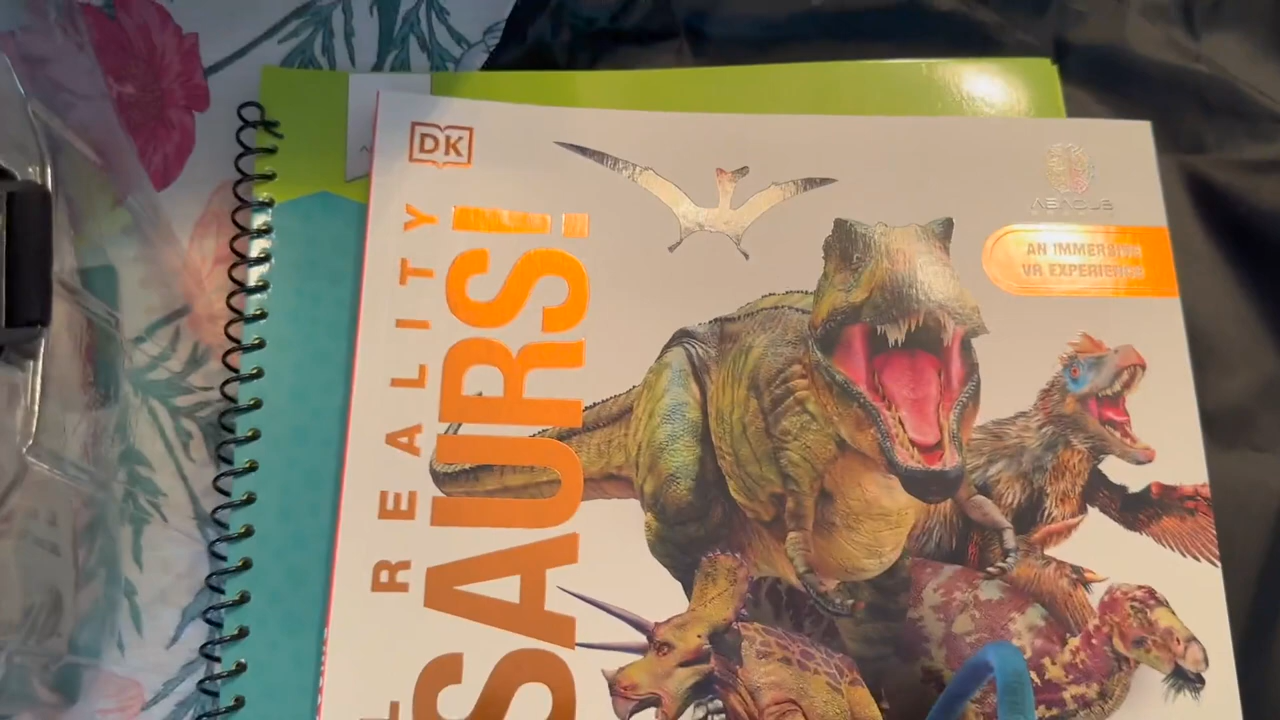 DK
ABACUS
AN IMMERSIVE
VR EXPERIENCE
L REALITY
SAURS!